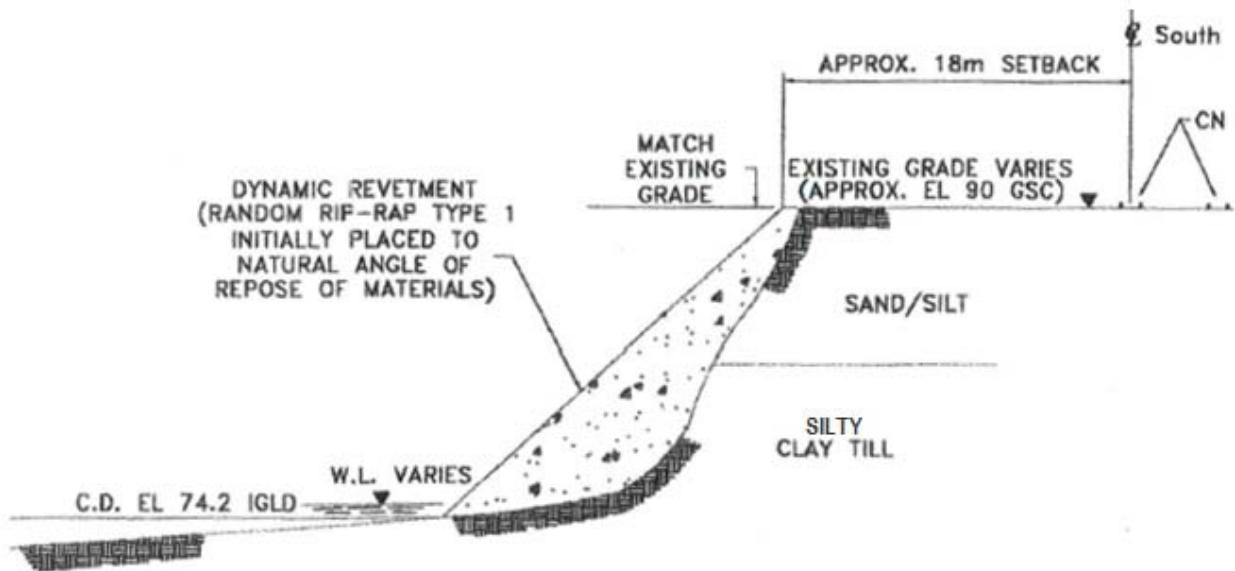 ℄ South
APPROX. 18m SETBACK
CN
MATCH
EXISTING
GRADE
EXISTING GRADE VARIES
(APPROX. EL 90 GSC)
DYNAMIC REVETMENT
(RANDOM RIP-RAP TYPE 1
INITIALLY PLACED TO
NATURAL ANGLE OF
REPOSE OF MATERIALS)
SAND/SILT
SILTY
CLAY TILL
W.L. VARIES
C.D. EL 74.2 IGLD